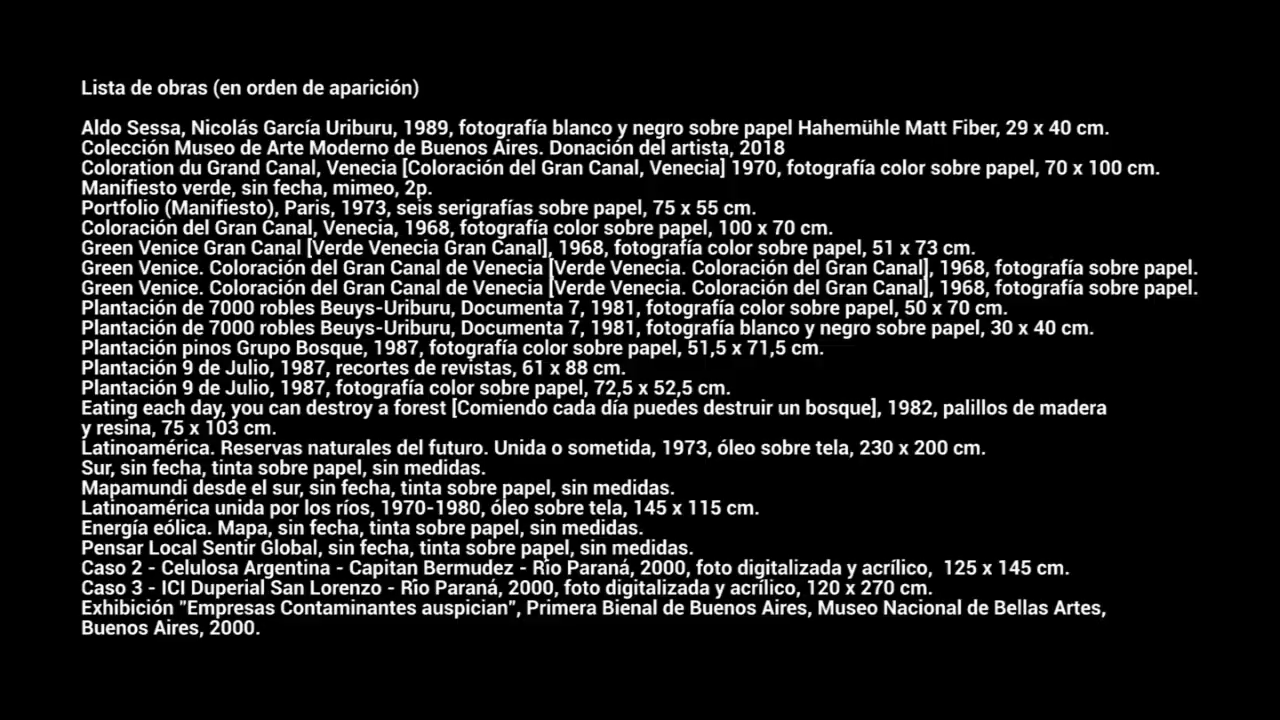 Lista de obras (en orden de aparición)
Aldo Sessa, Nicolás García Uriburu, 1989, fotografía blanco y negro sobre papel Hahemühle Matt Fiber, 29 x 40 cm.
Colección Museo de Arte Moderno de Buenos Aires. Donación del artista, 2018
Coloration du Grand Canal, Venecia [Coloración del Gran Canal, Venecia] 1970, fotografía color sobre papel, 70 x 100 cm.
Manifiesto verde, sin fecha, mimeo, 2p.
Portfolio (Manifiesto), Paris, 1973, seis serigrafías sobre papel, 75 x 55 cm.
Coloración del Gran Canal, Venecia, 1968, fotografía color sobre papel, 100 x 70 cm.
Green Venice Gran Canal [Verde Venecia Gran Canal], 1968, fotografía color sobre papel, 51 x 73 cm.
Green Venice. Coloración del Gran Canal de Venecia [Verde Venecia. Coloración del Gran Canal], 1968, fotografía sobre papel.
Green Venice. Coloración del Gran Canal de Venecia [Verde Venecia. Coloración del Gran Canal], 1968, fotografía sobre papel.
Plantación de 7000 robles Beuys-Uriburu, Documenta 7, 1981, fotografía color sobre papel, 50 x 70 cm.
Plantación de 7000 robles Beuys-Uriburu, Documenta 7, 1981, fotografía blanco y negro sobre papel, 30 x 40 cm.
Plantación pinos Grupo Bosque, 1987, fotografía color sobre papel, 51,5 x 71,5 cm.
Plantación 9 de Julio, 1987, recortes de revistas, 61 x 88 cm.
Plantación 9 de Julio, 1987, fotografía color sobre papel, 72,5 x 52,5 cm.
Eating each day, you can destroy a forest [Comiendo cada día puedes destruir un bosque], 1982, palillos de madera
y resina, 75 x 103 cm.
Latinoamérica. Reservas naturales del futuro. Unida o sometida, 1973, óleo sobre tela, 230 x 200 cm.
Sur, sin fecha, tinta sobre papel, sin medidas.
Mapamundi desde el sur, sin fecha, tinta sobre papel, sin medidas.
Latinoamérica unida por los ríos, 1970-1980, óleo sobre tela, 145 x 115 cm.
Energía eólica. Mapa, sin fecha, tinta sobre papel, sin medidas.
Pensar Local Sentir Global, sin fecha, tinta sobre papel, sin medidas.
Caso 2 - Celulosa Argentina - Capitan Bermudez - Rio Paraná, 2000, foto digitalizada y acrílico,  125 x 145 cm.
Caso 3 - ICI Duperial San Lorenzo - Rio Paraná, 2000, foto digitalizada y acrílico, 120 x 270 cm.
Exhibición "Empresas Contaminantes auspician", Primera Bienal de Buenos Aires, Museo Nacional de Bellas Artes,
Buenos Aires, 2000.